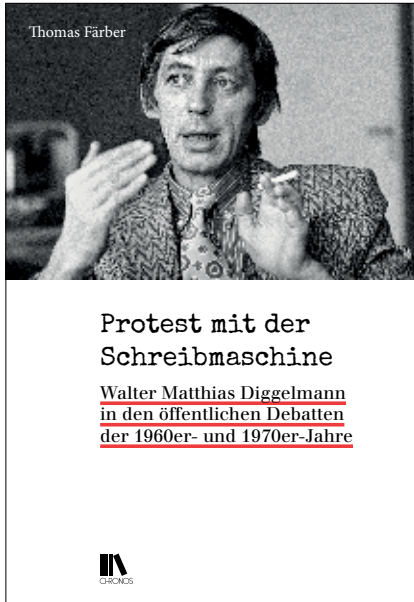 Thomas Färber
Protest mit der
Schreibmaschine
Walter Matthias Diggelmann
in den öffentlichen Debatten
der 1960er- und 1970er-Jahre
CHRONOS